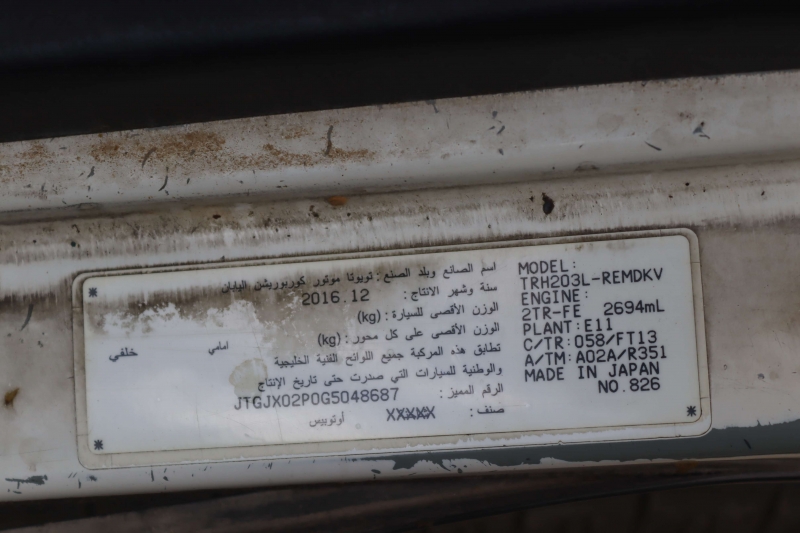 اسم الصانع وبلد الصنع : تويوتا موتور كوربوريشن اليابان
سنة وشهر الانتاج : 2016.12
الوزن الأقصى للسيارة : (kg)
الوزن الأقصى على كل محور : (kg)
امامي خلفي
تطابق هذه المركبة جميع اللوائح الفنية الخليجية
والوطنية للسيارات التي صدرت حتى تاريخ الإنتاج
الرقم المميز : JTGJX02P0G5048687
صنف : XXXXX أوتوبيس
MODEL:
TRH203L-REMDKV
ENGINE:
2TR-FE 2694mL
PLANT:E11
C/TR:058/FT13
A/TM:A02A/R351
MADE IN JAPAN
NO.826